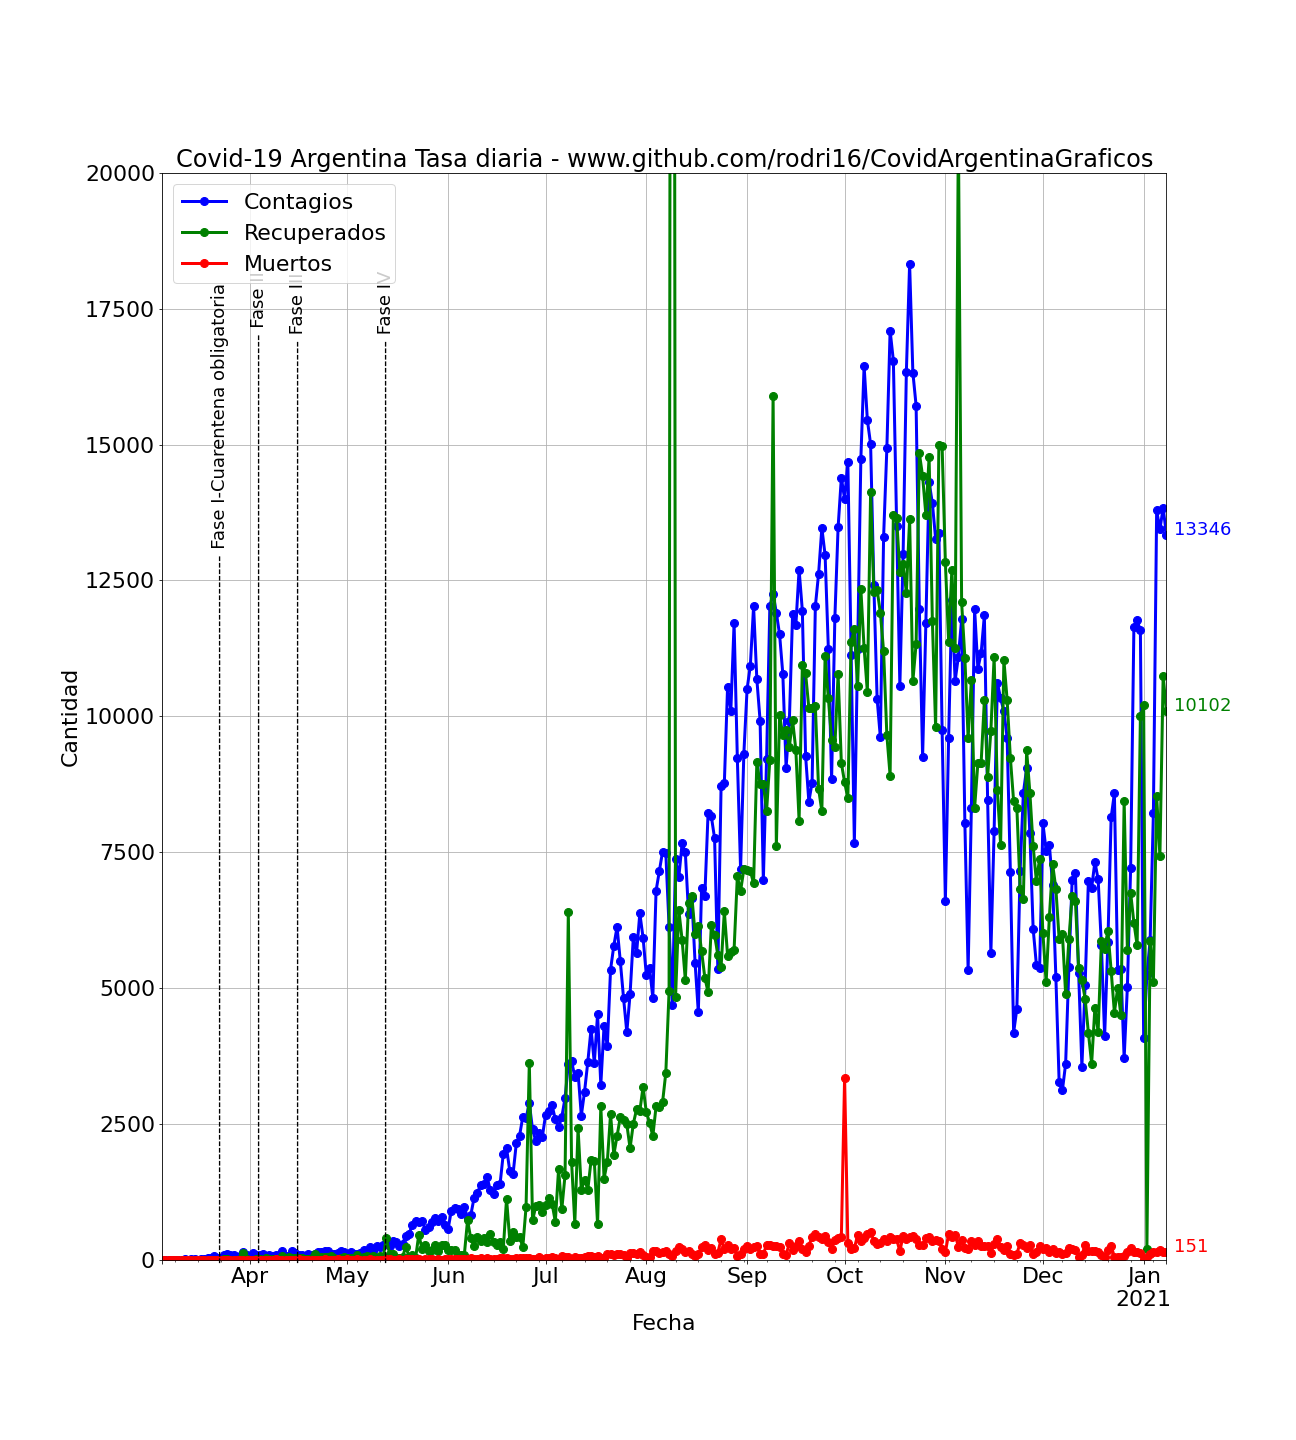 Covid-19 Argentina Tasa diaria - www.github.com/rodri16/CovidArgentinaGraficos
20000
17500
15000
12500
10000
7500
5000
2500
0
Cantidad
Contagios
Recuperados
Muertos
Fase I-Cuarentena obligatoria
Fase II
Fase III
Fase IV
13346
10102
151
Apr May Jun Jul Aug Sep Oct Nov Dec Jan
2021
Fecha